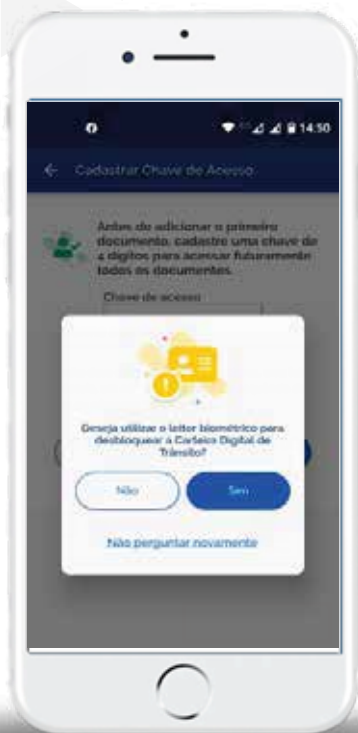 14:50
Cadastrar Chave de Acesso
Antes de adicionar o primeiro
documento, cadastre uma chave de
4 dígitos para acessar futuramente
todos os documentos.
Chave de acesso
Deseja utilizar o leitor biométrico para
desbloquear a Carteira Digital de
Trânsito?
Não
Sim
Não perguntar novamente